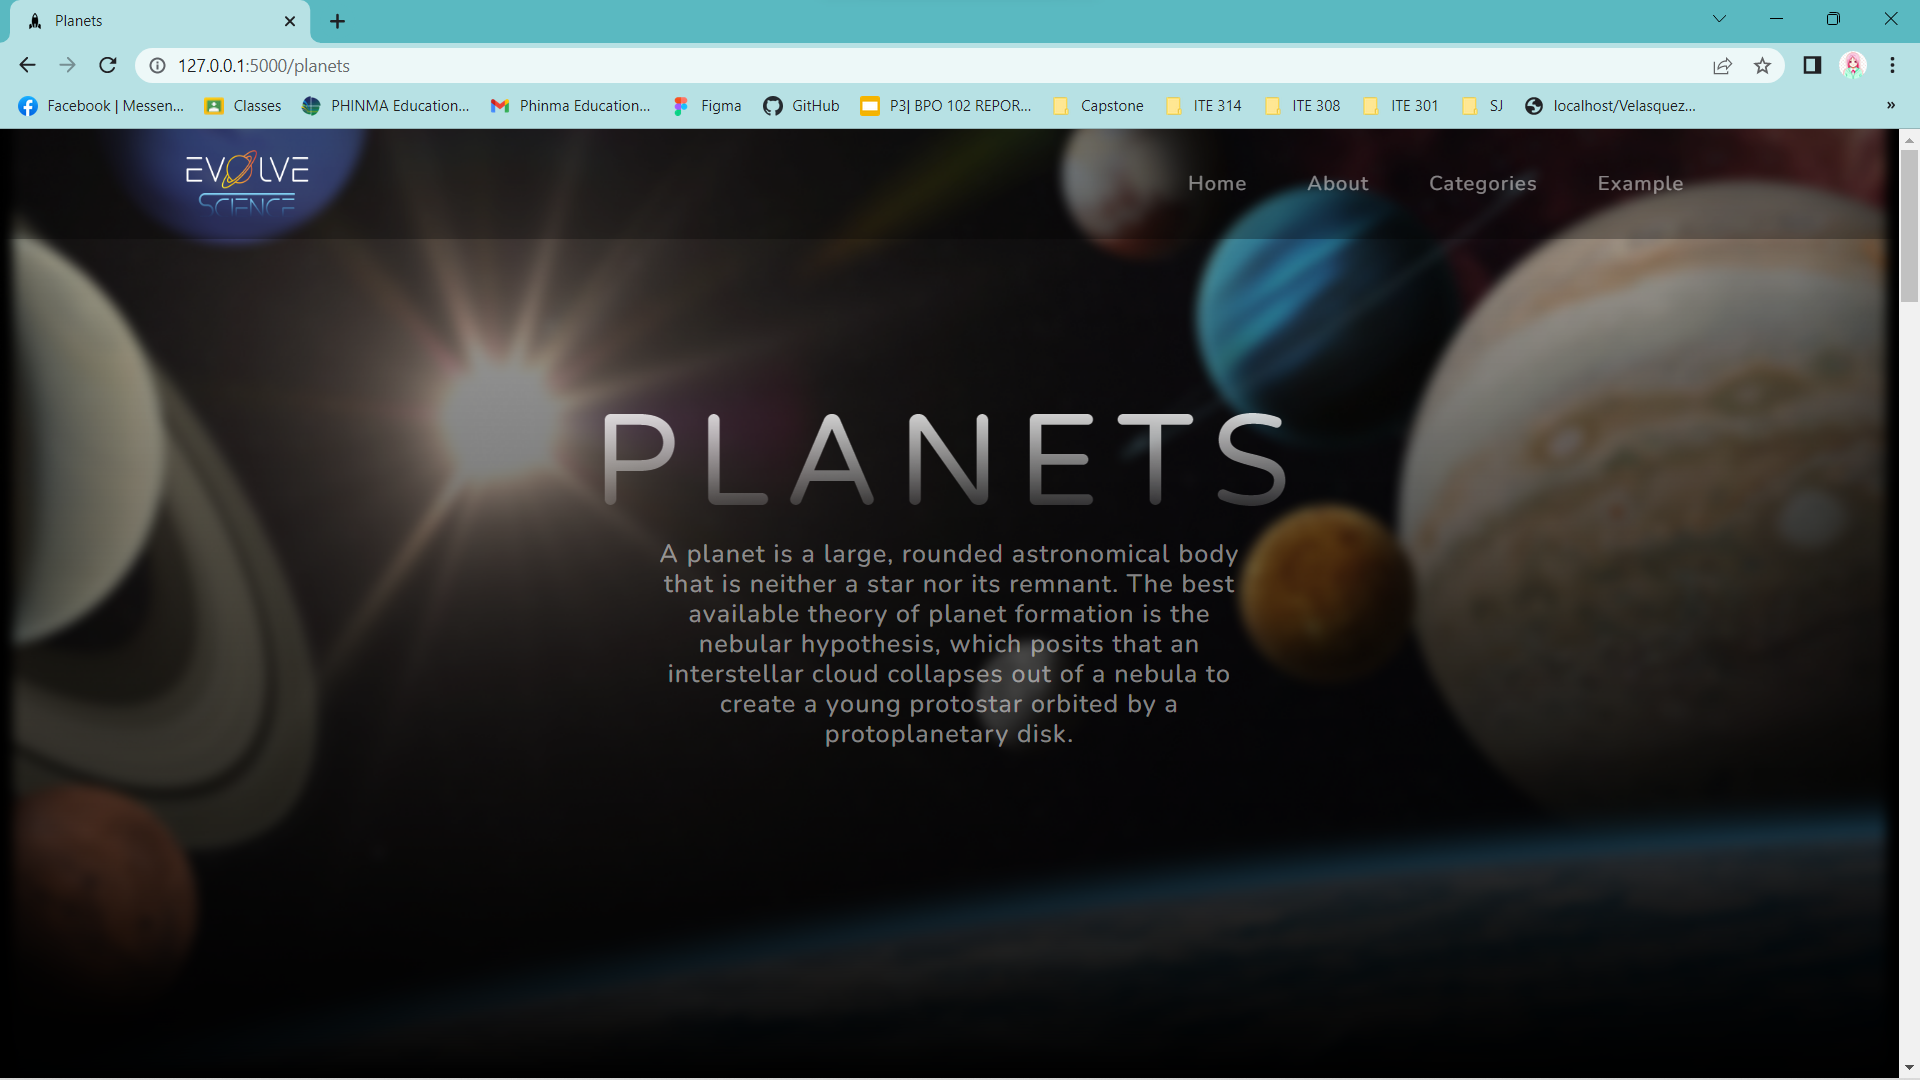 Planets
127.0.0.1:5000/planets
Facebook | Messen...
Classes
PHINMA Education...
Phinma Education...
Figma
GitHub
P3| BPO 102 REPOR...
Capstone
ITE 314
ITE 308
ITE 301
SJ
localhost/Velasquez...
»
EVOLVE
SCIENCE
Home
About
Categories
Example
PLANETS
A planet is a large, rounded astronomical body
that is neither a star nor its remnant. The best
available theory of planet formation is the
nebular hypothesis, which posits that an
interstellar cloud collapses out of a nebula to
create a young protostar orbited by a
protoplanetary disk.